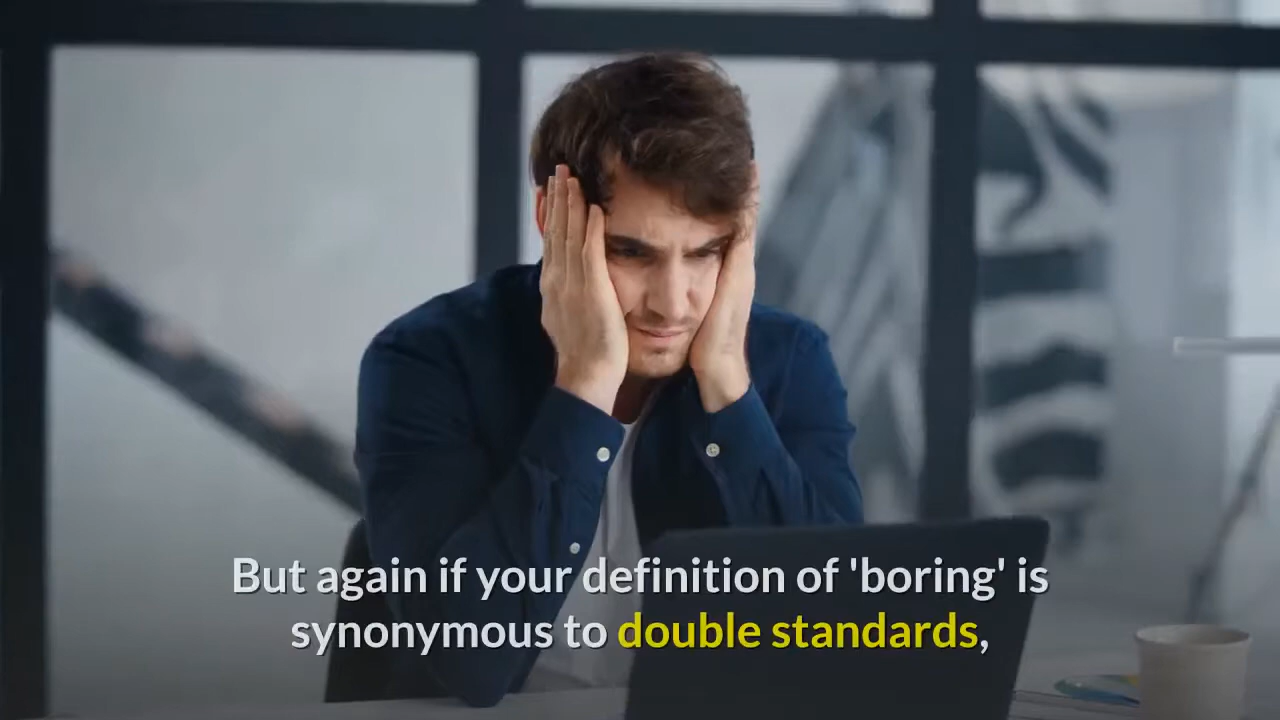 But again if your definition of 'boring' is
synonymous to double standards,